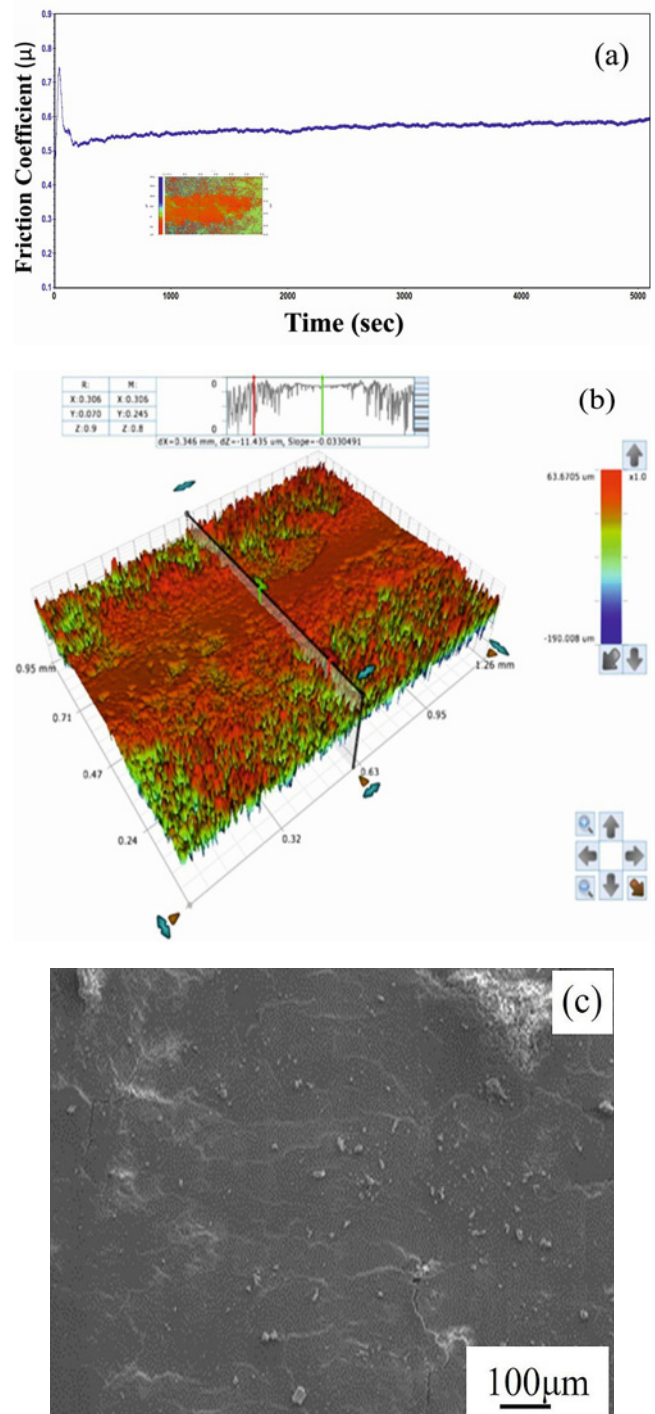 (a)
Friction Coefficient (μ)
0.9
0.8
0.7
0.6
0.5
0.4
0.3
0.2
0.1
0 1000 2000 3000 4000 5000
Time (sec)
(b)
R: M:
X:0.306 X:0.306
Y:0.070 Y:0.245
Z:0.9 Z:0.8
0
0
dX=0.346 mm, dZ=-11.435 um, Slope=-0.0330491
63.6705 um x1.0
-190.008 um
0.95 mm
0.71
0.47
0.24
0.32
0.63
0.95
1.26 mm
(c)
100μm